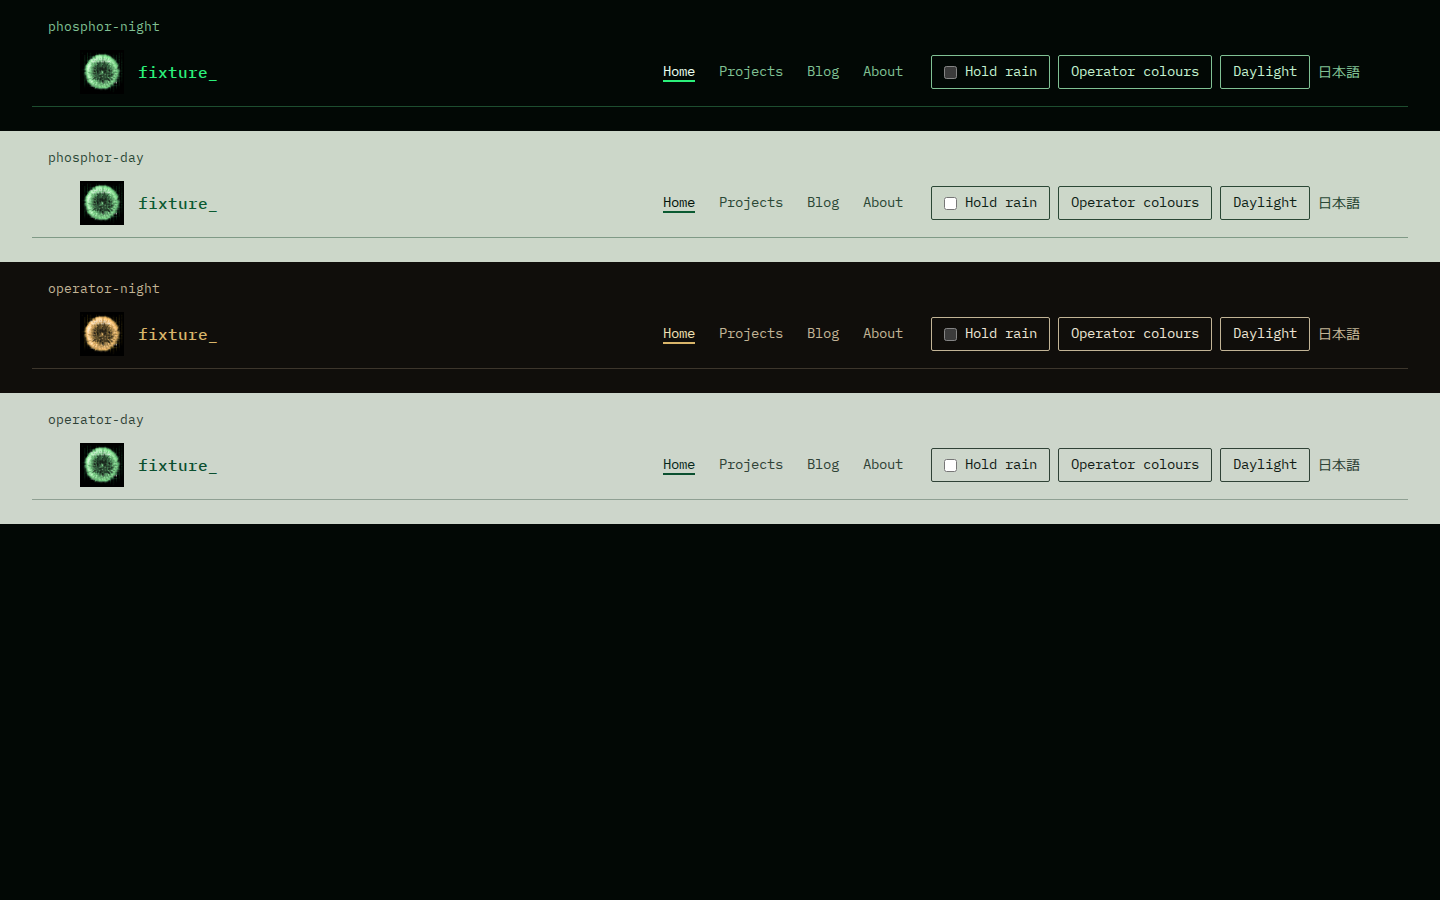 phosphor-night
fixture_ Home Projects Blog About Hold rain Operator colours Daylight 日本語
phosphor-day
fixture_ Home Projects Blog About Hold rain Operator colours Daylight 日本語
operator-night
fixture_ Home Projects Blog About Hold rain Operator colours Daylight 日本語
operator-day
fixture_ Home Projects Blog About Hold rain Operator colours Daylight 日本語